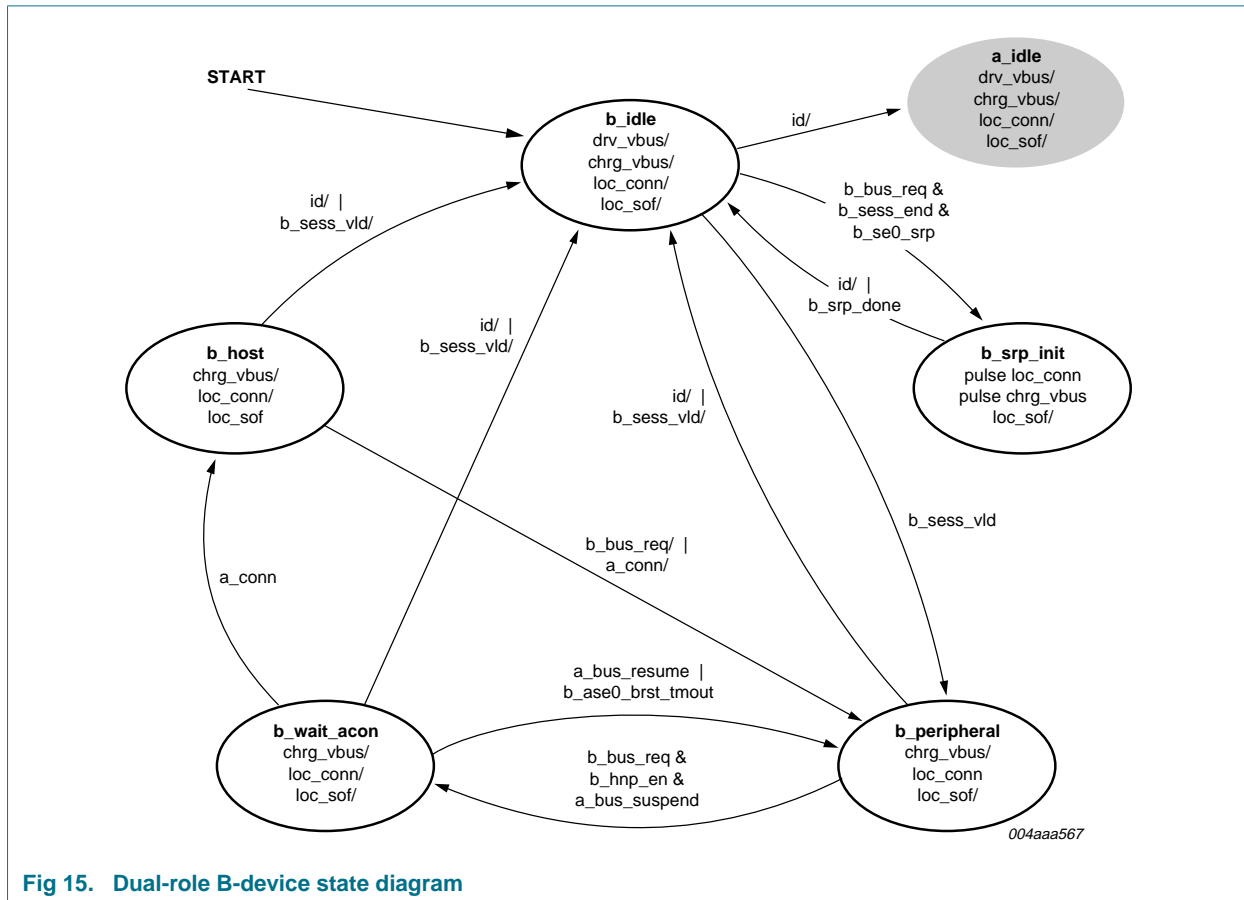 START
a_idle
drv_vbus/
chrg_vbus/
loc_conn/
loc_sof/
b_idle
drv_vbus/
chrg_vbus/
loc_conn/
loc_sof/
id/
b_bus_req &
b_sess_end &
b_se0_srp
id/ |
b_sess_vld/
id/ |
b_srp_done
id/ |
b_sess_vld/
b_host
chrg_vbus/
loc_conn/
loc_sof
b_srp_init
pulse loc_conn
pulse chrg_vbus
loc_sof/
id/ |
b_sess_vld/
b_sess_vld
b_bus_req/ |
a_conn/
a_conn
a_bus_resume |
b_ase0_brst_tmout
b_wait_acon
chrg_vbus/
loc_conn/
loc_sof/
b_bus_req &
b_hnp_en &
a_bus_suspend
b_peripheral
chrg_vbus/
loc_conn
loc_sof/
004aaa567
Fig 15. Dual-role B-device state diagram